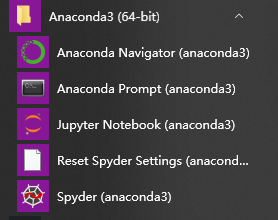 Anaconda3 (64-bit)
Anaconda Navigator (anaconda3)
Anaconda Prompt (anaconda3)
Jupyter Notebook (anaconda3)
Reset Spyder Settings (anacond...
Spyder (anaconda3)